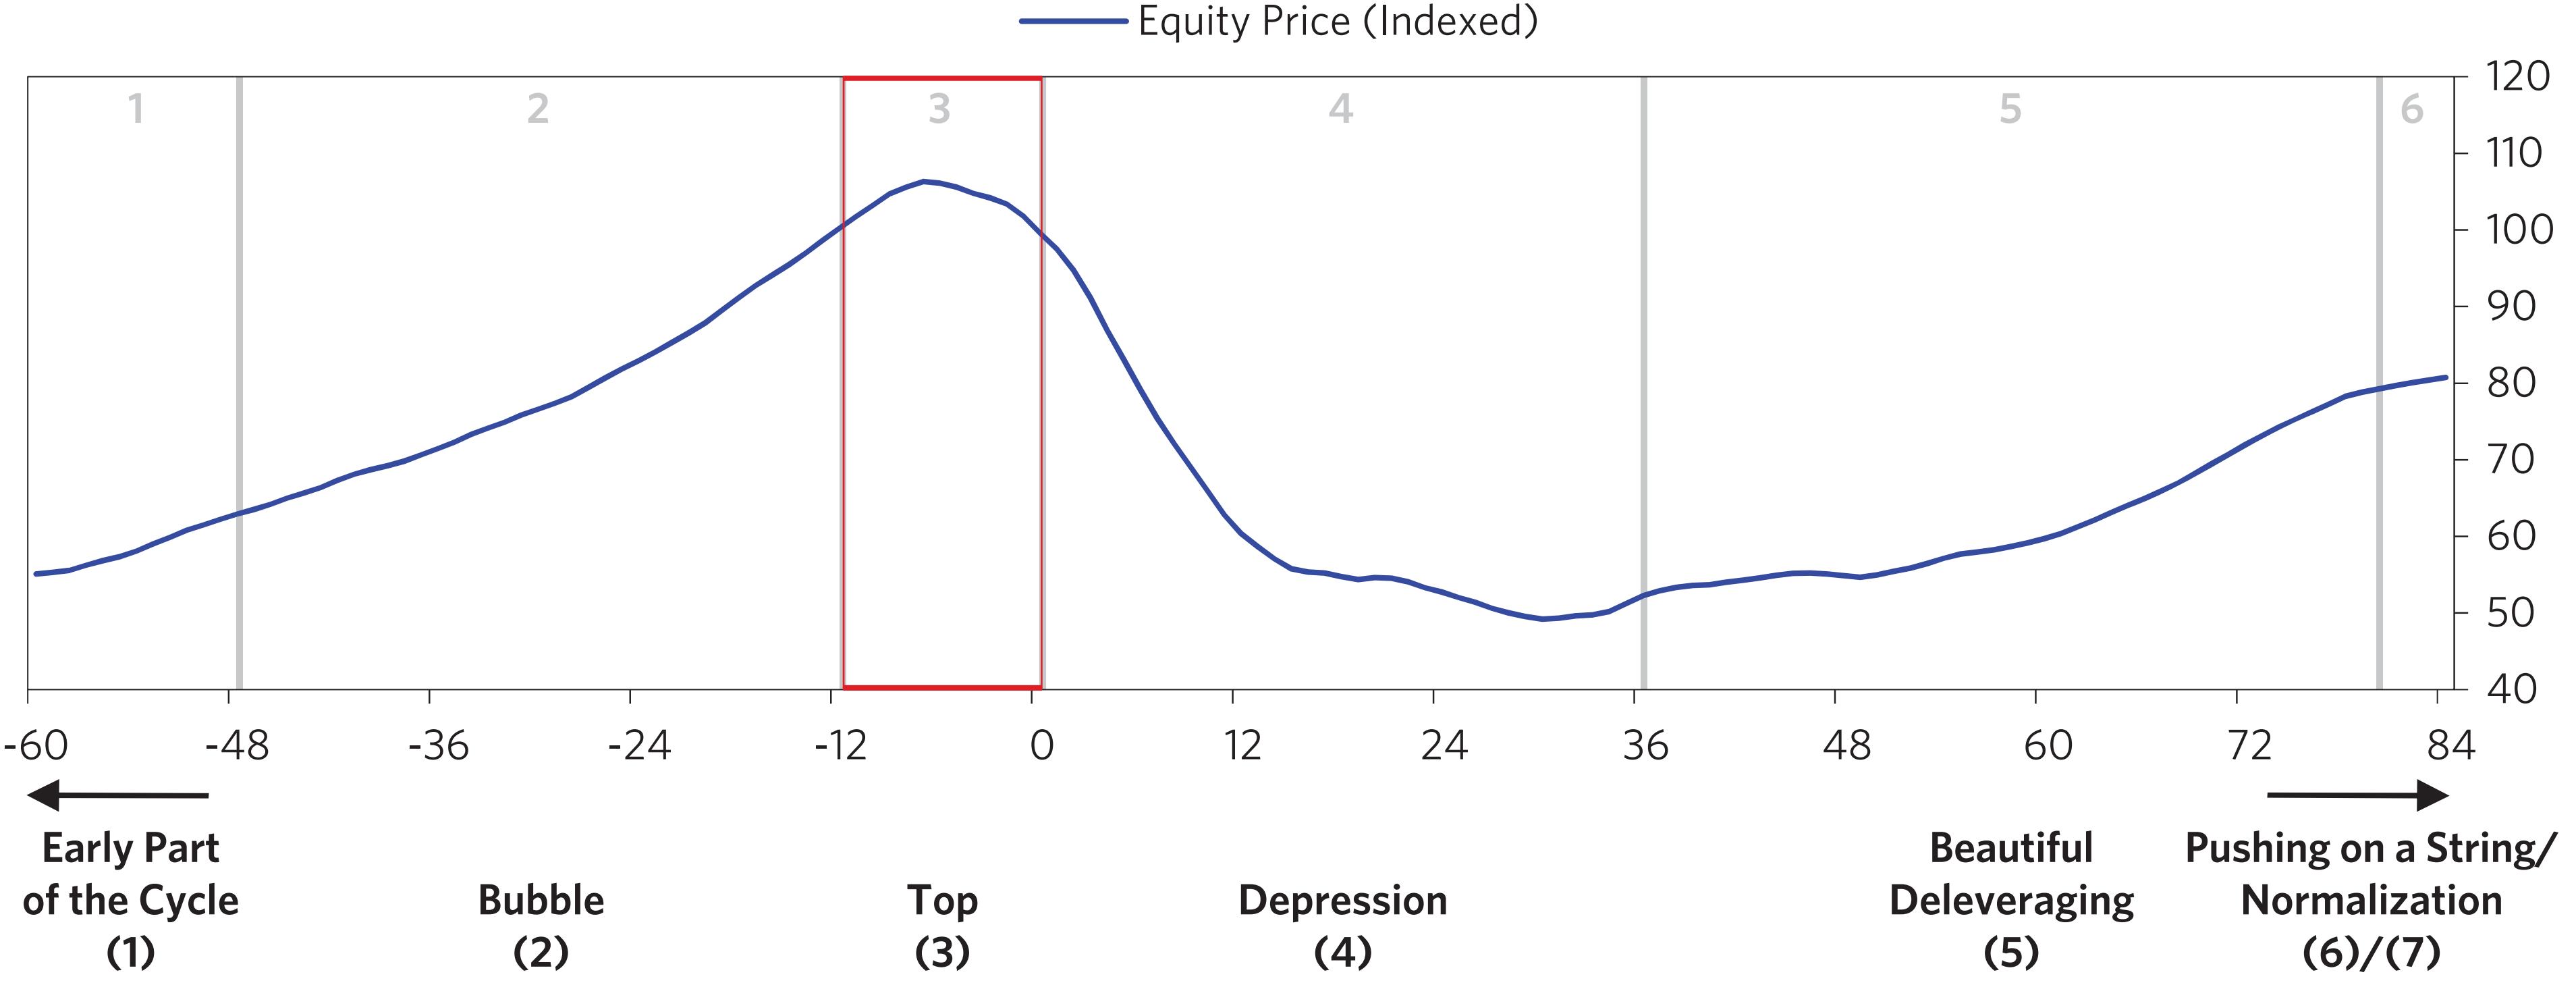 Equity Price (Indexed)
1 2 3 4 5 6
120
110
100
90
80
70
60
50
40
-60 -48 -36 -24 -12 0 12 24 36 48 60 72 84
Early Part
of the Cycle
(1)
Bubble
(2)
Top
(3)
Depression
(4)
Beautiful
Deleveraging
(5)
Pushing on a String/
Normalization
(6)/(7)